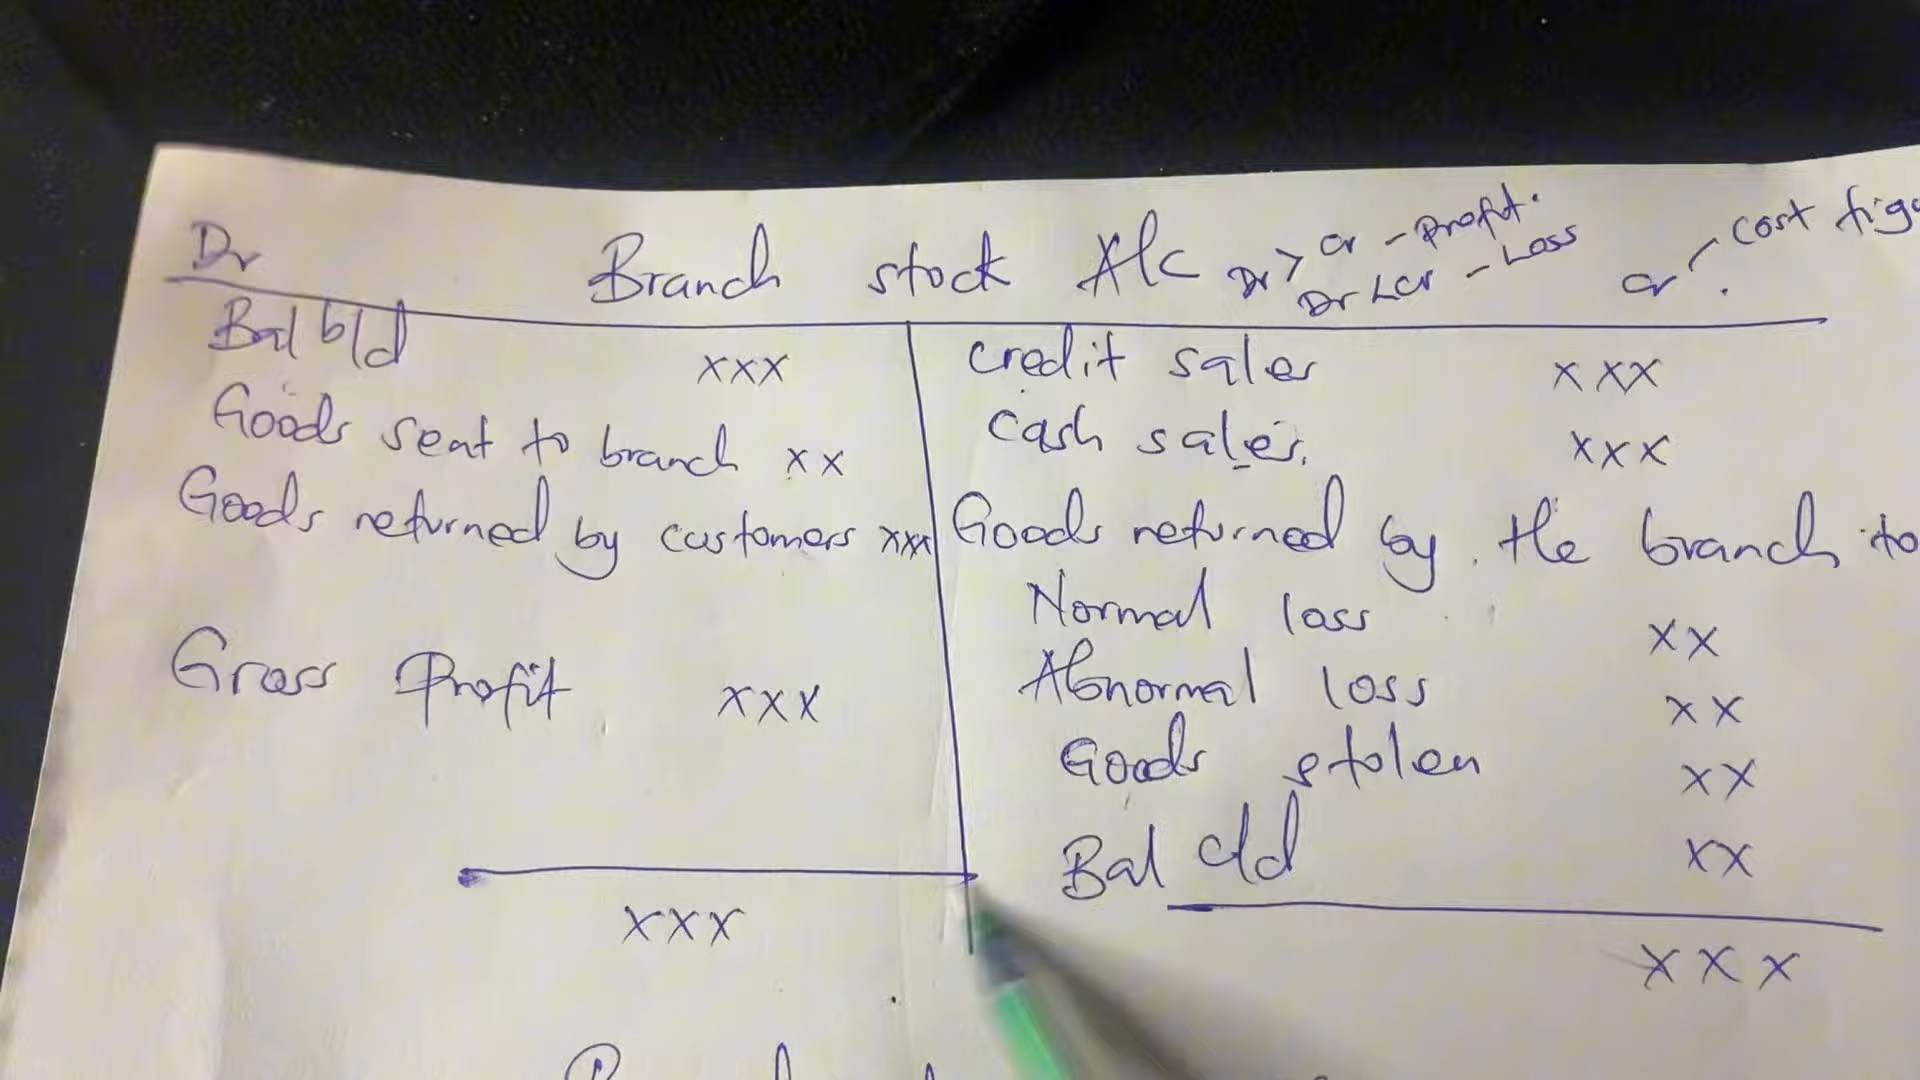 Dr Branch stock A/c Dr > Cr - Profit. Cr - cost
Dr < Cr - Loss
Bal b/d xxx credit sales xxx
Goods sent to branch xx cash sales. xxx
Goods returned by customers xxx Goods returned by the branch to
Normal loss xx
Gross Profit xxx Abnormal loss xx
Goods stolen xx
Bal c/d xx
xxx xxx